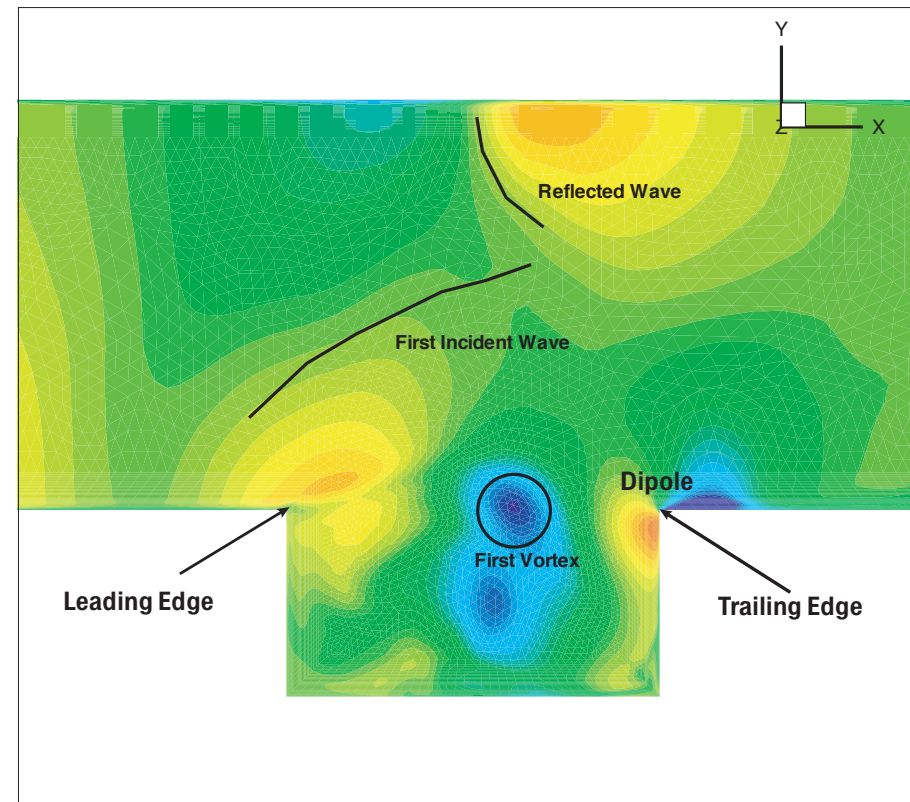 Y
Z
X
Reflected Wave
First Incident Wave
Dipole
First Vortex
Leading Edge
Trailing Edge